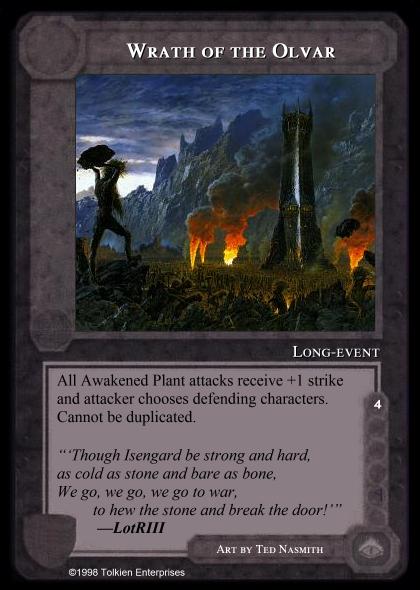 WRATH OF THE OLVAR
LONG-EVENT
All Awakened Plant attacks receive +1 strike
and attacker chooses defending characters.
Cannot be duplicated.
4
“‘Though Isengard be strong and hard,
as cold as stone and bare as bone,
We go, we go, we go to war,
to hew the stone and break the door!’”
—LotRIII
ART BY TED NASMITH
©1998 Tolkien Enterprises